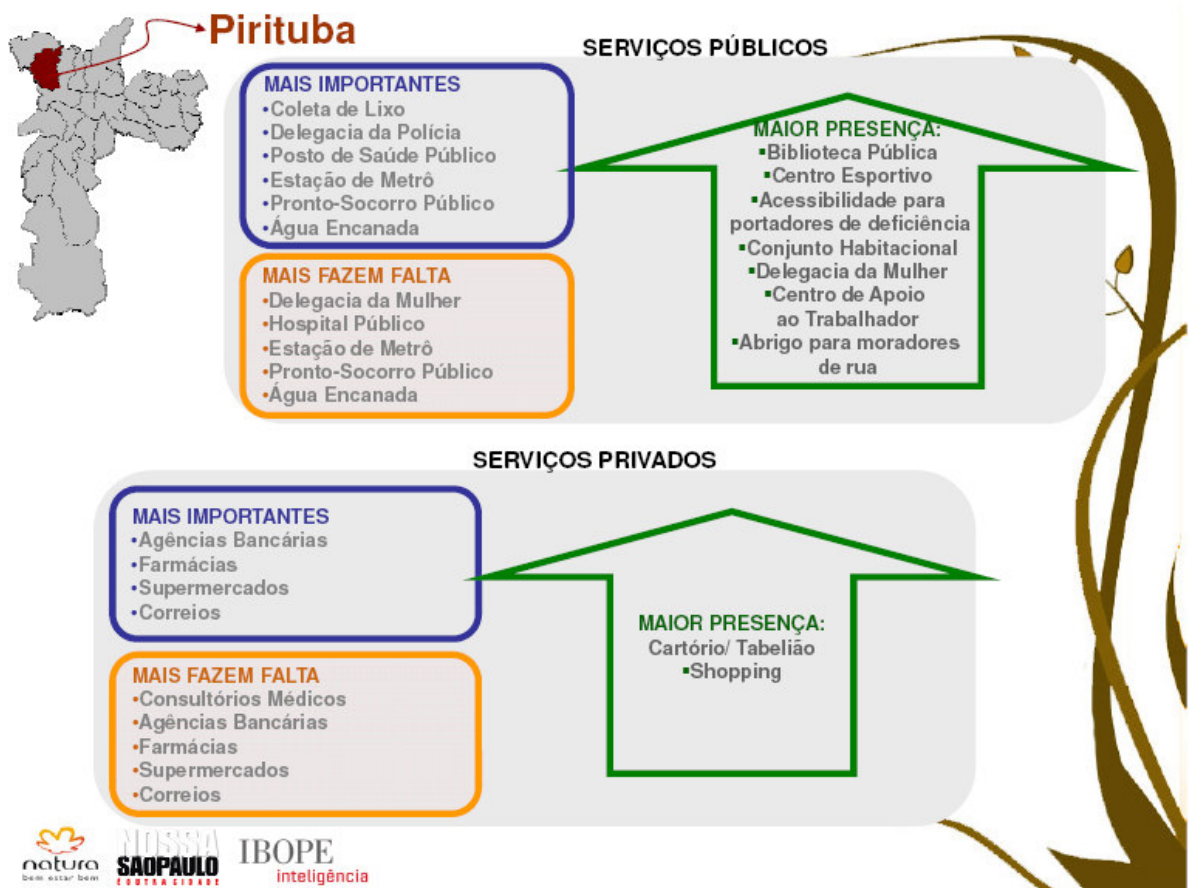 Pirituba
SERVIÇOS PÚBLICOS
MAIS IMPORTANTES
•Coleta de Lixo
•Delegacia da Polícia
•Posto de Saúde Público
•Estação de Metrô
•Pronto-Socorro Público
•Água Encanada
MAIS FAZEM FALTA
•Delegacia da Mulher
•Hospital Público
•Estação de Metrô
•Pronto-Socorro Público
•Água Encanada
MAIOR PRESENÇA:
▪Biblioteca Pública
▪Centro Esportivo
▪Acessibilidade para
portadores de deficiência
▪Conjunto Habitacional
▪Delegacia da Mulher
▪Centro de Apoio
ao Trabalhador
▪Abrigo para moradores
de rua
SERVIÇOS PRIVADOS
MAIS IMPORTANTES
•Agências Bancárias
•Farmácias
•Supermercados
•Correios
MAIS FAZEM FALTA
•Consultórios Médicos
•Agências Bancárias
•Farmácias
•Supermercados
•Correios
MAIOR PRESENÇA:
Cartório/ Tabelião
▪Shopping
natura
bem estar bem
NOSSA
SAOPAULO
OUTRA CIDADE
IBOPE
inteligência